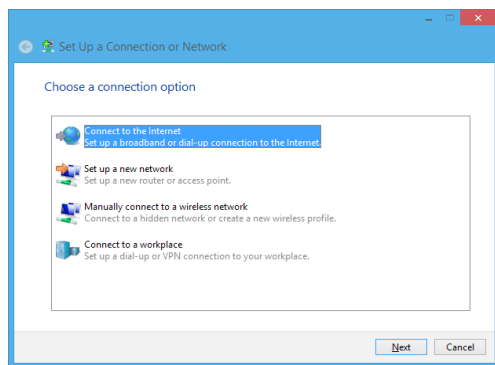 Set Up a Connection or Network
Choose a connection option
Connect to the Internet
Set up a broadband or dial-up connection to the Internet.
Set up a new network
Set up a new router or access point.
Manually connect to a wireless network
Connect to a hidden network or create a new wireless profile.
Connect to a workplace
Set up a dial-up or VPN connection to your workplace.
Next Cancel